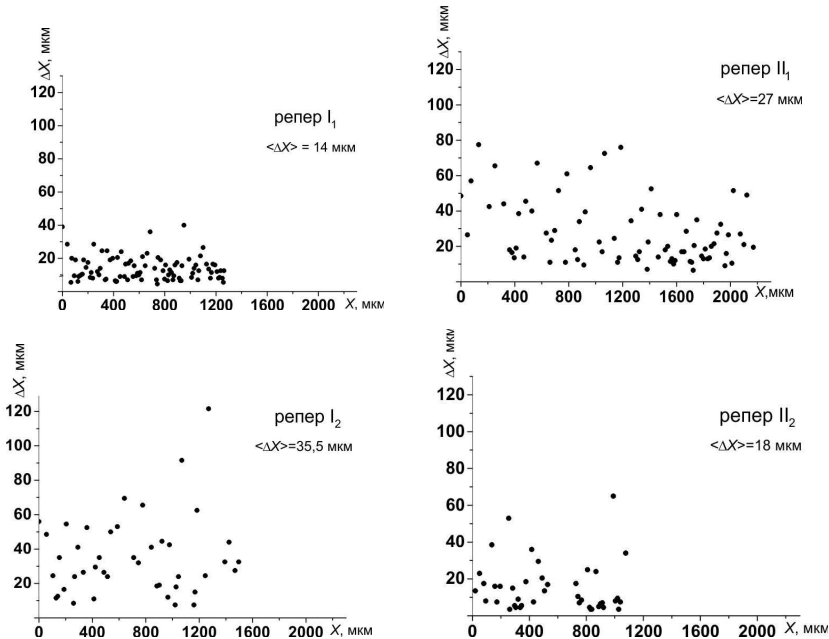 ΔX, мкм
120
100
80
60
40
20
0 400 800 1200 1600 2000
X, мкм
репер I₁
<ΔX> = 14 мкм
ΔX, мкм
120
100
80
60
40
20
0 400 800 1200 1600 2000
X,мкм
репер II₁
<ΔX>=27 мкм
ΔX, мкм
120
100
80
60
40
20
0 400 800 1200 1600 2000
X, мкм
репер I₂
<ΔX>=35,5 мкм
ΔX, мкм
120
100
80
60
40
20
0 400 800 1200 1600 2000
X, мкм
репер II₂
<ΔX>=18 мкм